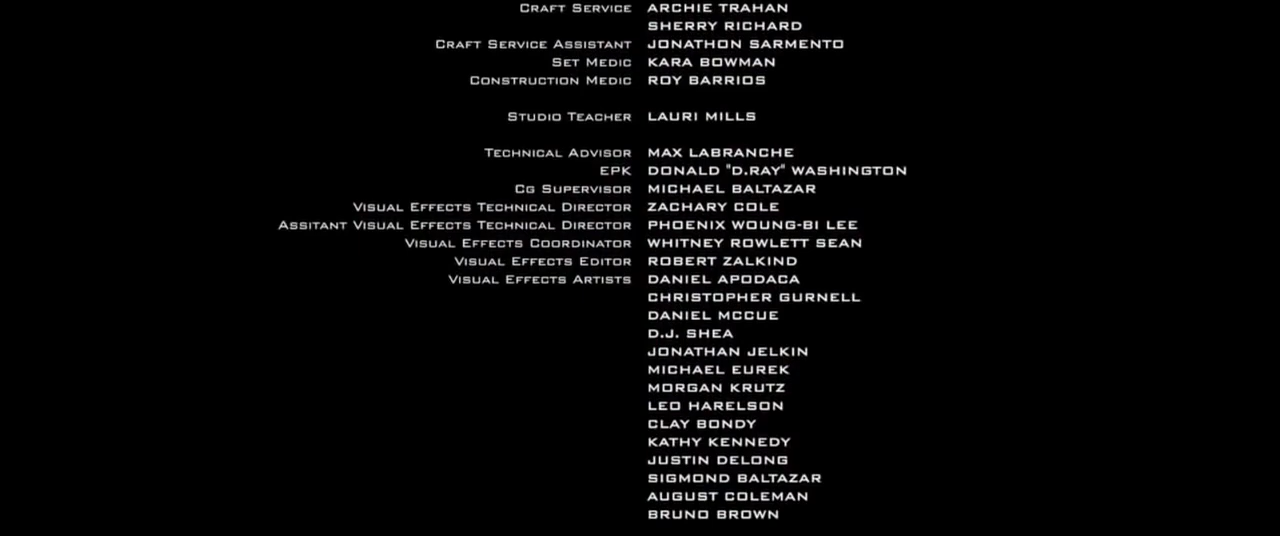 CRAFT SERVICE ARCHIE TRAHAN
SHERRY RICHARD
CRAFT SERVICE ASSISTANT JONATHON SARMENTO
SET MEDIC KARA BOWMAN
CONSTRUCTION MEDIC ROY BARRIOS
STUDIO TEACHER LAURI MILLS
TECHNICAL ADVISOR MAX LABRANCHE
EPK DONALD "D.RAY" WASHINGTON
CG SUPERVISOR MICHAEL BALTAZAR
VISUAL EFFECTS TECHNICAL DIRECTOR ZACHARY COLE
ASSITANT VISUAL EFFECTS TECHNICAL DIRECTOR PHOENIX WOUNG-BI LEE
VISUAL EFFECTS COORDINATOR WHITNEY ROWLETT SEAN
VISUAL EFFECTS EDITOR ROBERT ZALKIND
VISUAL EFFECTS ARTISTS DANIEL APODACA
CHRISTOPHER GURNELL
DANIEL MCCUE
D.J. SHEA
JONATHAN JELKIN
MICHAEL EUREK
MORGAN KRUTZ
LEO HARELSON
CLAY BONDY
KATHY KENNEDY
JUSTIN DELONG
SIGMOND BALTAZAR
AUGUST COLEMAN
BRUNO BROWN